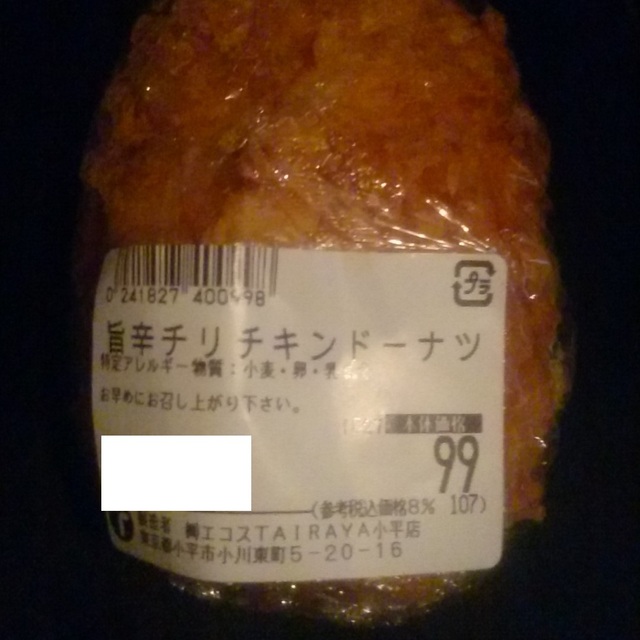 プラ
0 241827 400998
旨辛チリチキンドーナツ
特定アレルギー物質:小麦・卵・乳
お早めにお召し上がり下さい。
本体価格
99
(参考税込価格8% 107)
㈱エコスTAIRAYA小平店
東京都小平市小川東町5-20-16